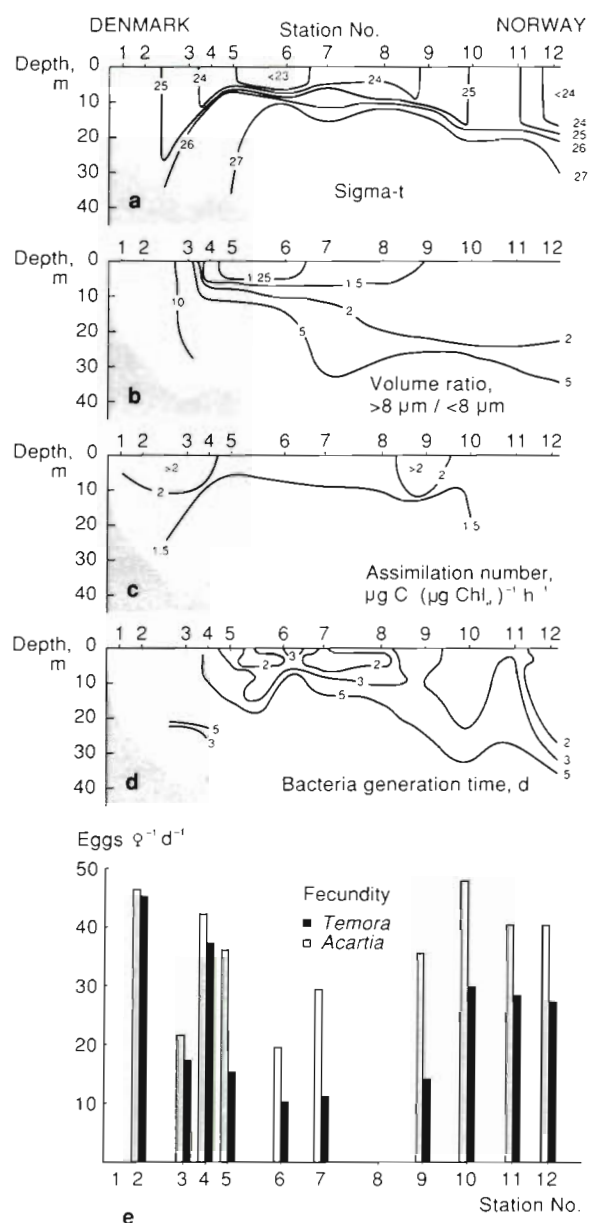 DENMARK Station No. NORWAY
1 2 3 4 5 6 7 8 9 10 11 12
Depth, m
0
10
20
30
40
25 24 <23 24 25 <24
26 27
24
25
26
27
Sigma-t
a
1 2 3 4 5 6 7 8 9 10 11 12
Depth, m
0
10
20
30
40
10 1 25 1 5 2 5
2
5
Volume ratio,
>8 µm / <8 µm
b
1 2 3 4 5 6 7 8 9 10 11 12
Depth, m
0
10
20
30
40
>2 2 >2 2
1.5 1.5
Assimilation number,
µg C (µg Chl
h
c
1 2 3 4 5 6 7 8 9 10 11 12
Depth, m
0
10
20
30
40
2 3 2 3 5
5
3
2
3
5
Bacteria generation time, d
d
Eggs ♀⁻¹ d⁻¹
50
40
30
20
10
Fecundity
Temora
Acartia
1 2 3 4 5 6 7 8 9 10 11 12
Station No.
e